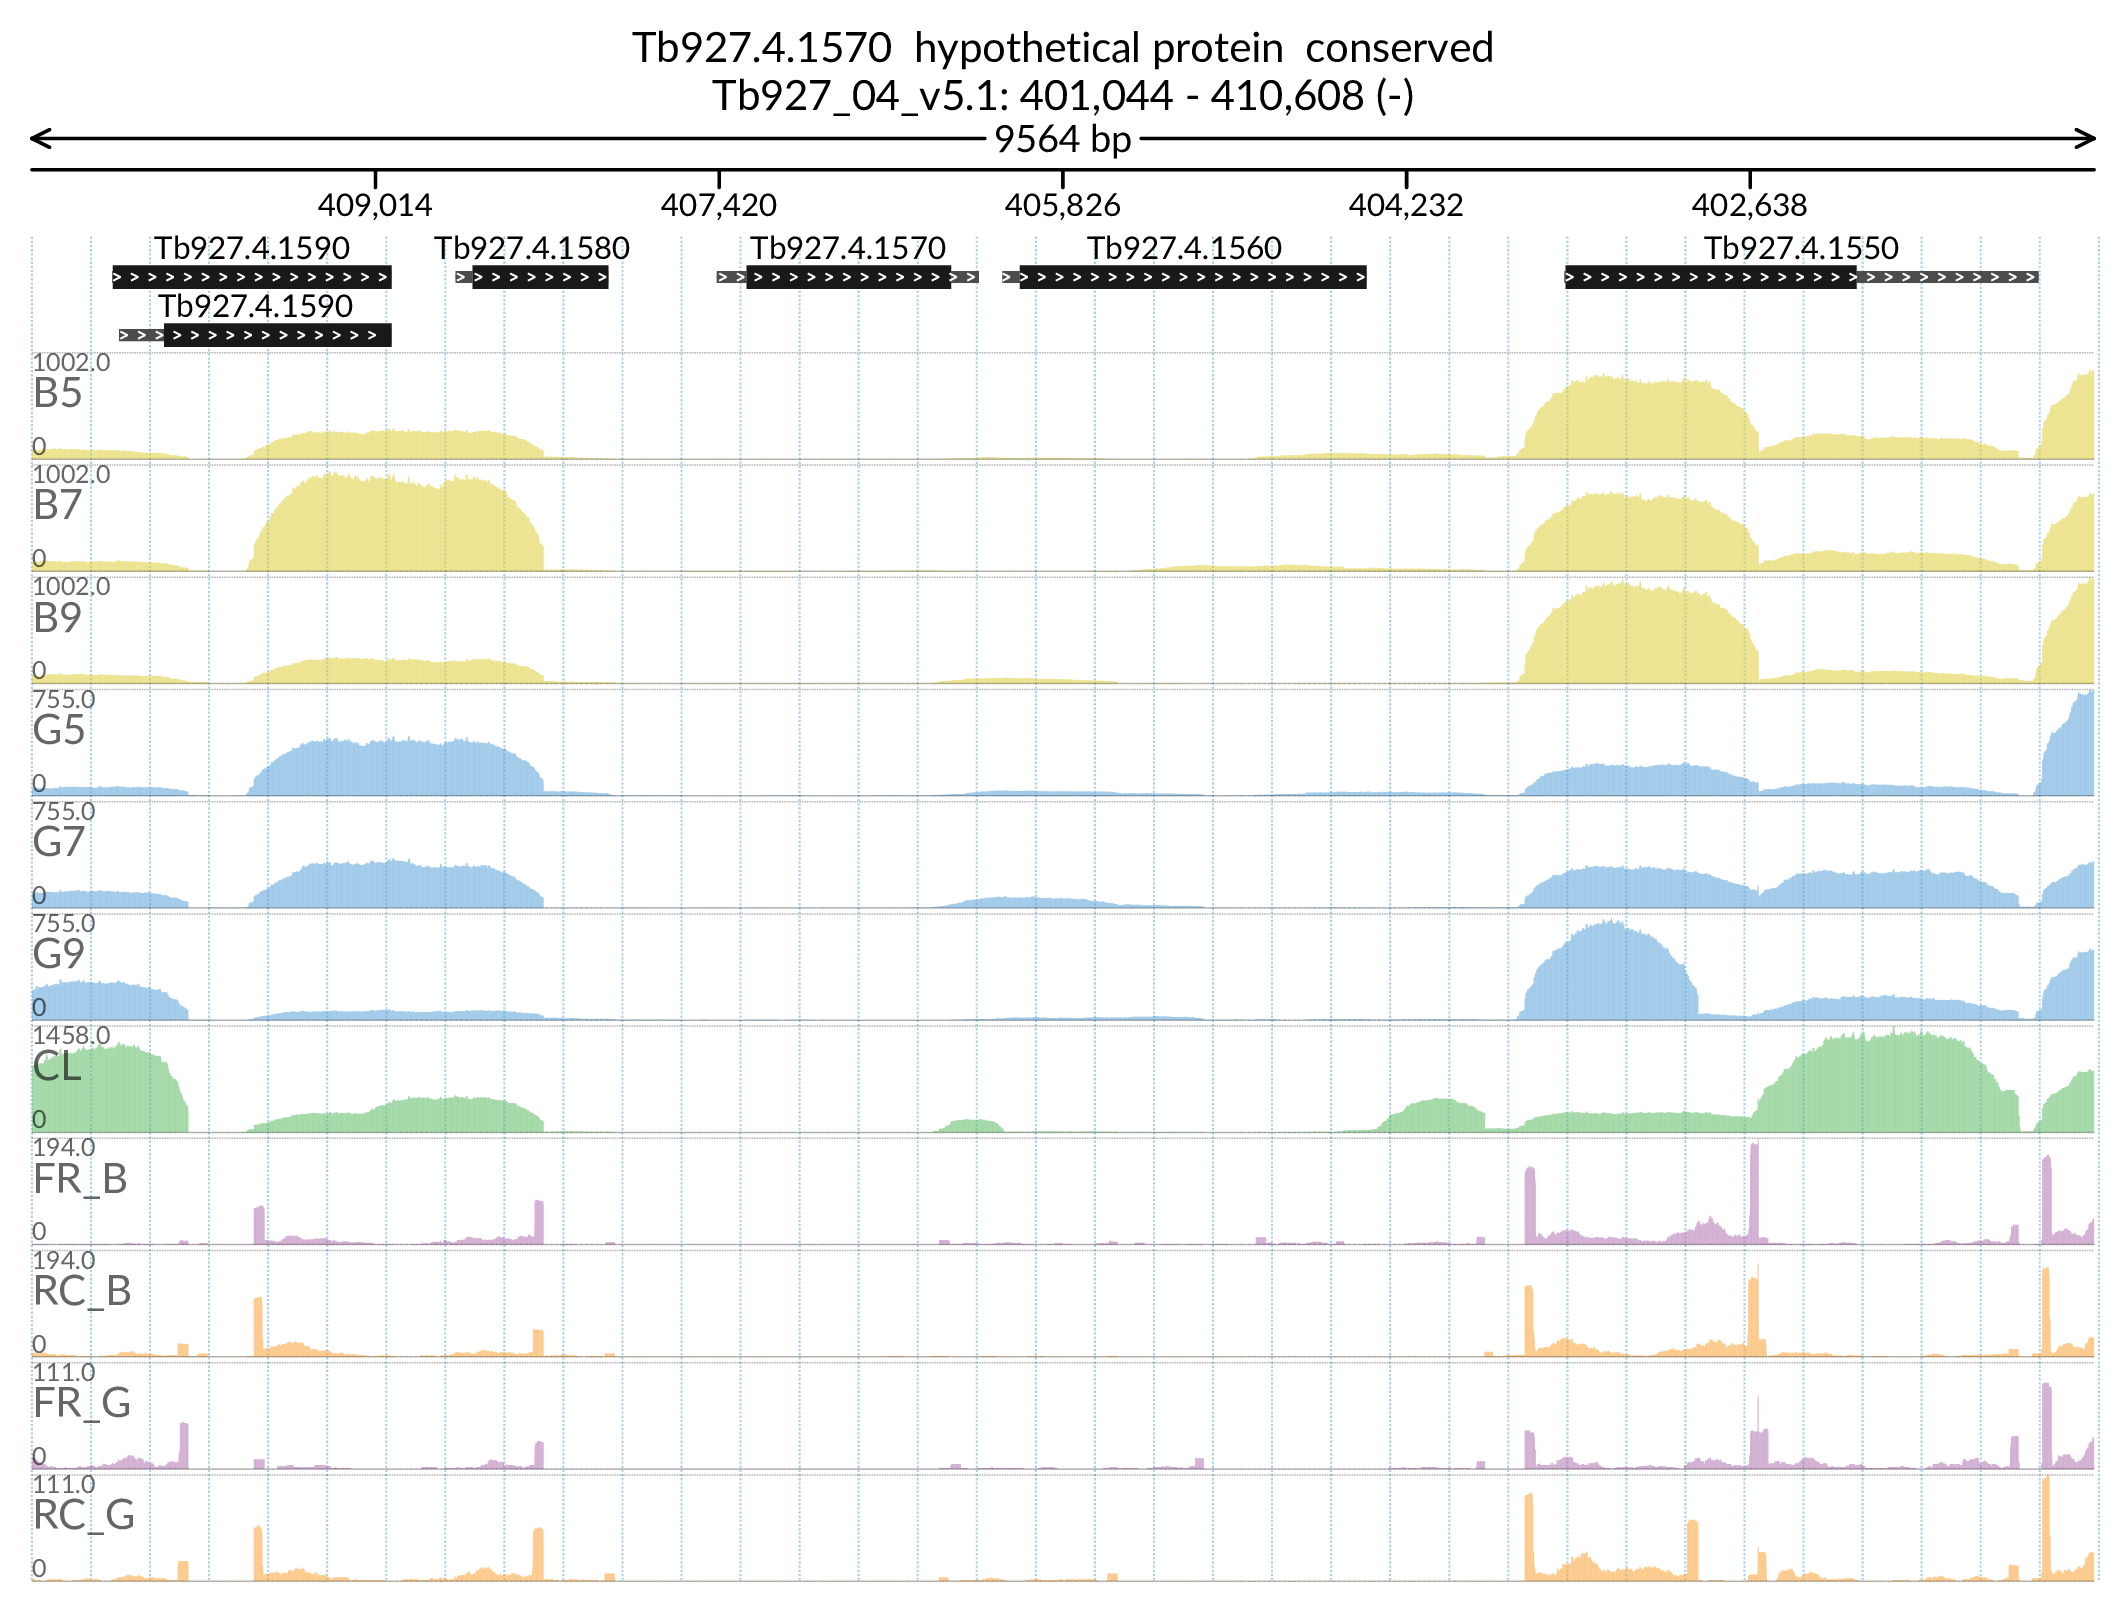 Tb927.4.1570  hypothetical protein  conserved
Tb927_04_v5.1: 401,044 - 410,608 (-)
9564 bp
409,014 407,420 405,826 404,232 402,638
Tb927.4.1590 Tb927.4.1580 Tb927.4.1570 Tb927.4.1560 Tb927.4.1550
Tb927.4.1590
1002.0
B5
0
1002.0
B7
0
1002.0
B9
0
755.0
G5
0
755.0
G7
0
755.0
G9
0
1458.0
CL
0
194.0
FR_B
0
194.0
RC_B
0
111.0
FR_G
0
111.0
RC_G
0